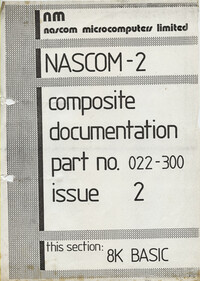 nm
nascom microcomputers limited
NASCOM-2
composite
documentation
part no. 022-300
issue 2
this section:
8K BASIC